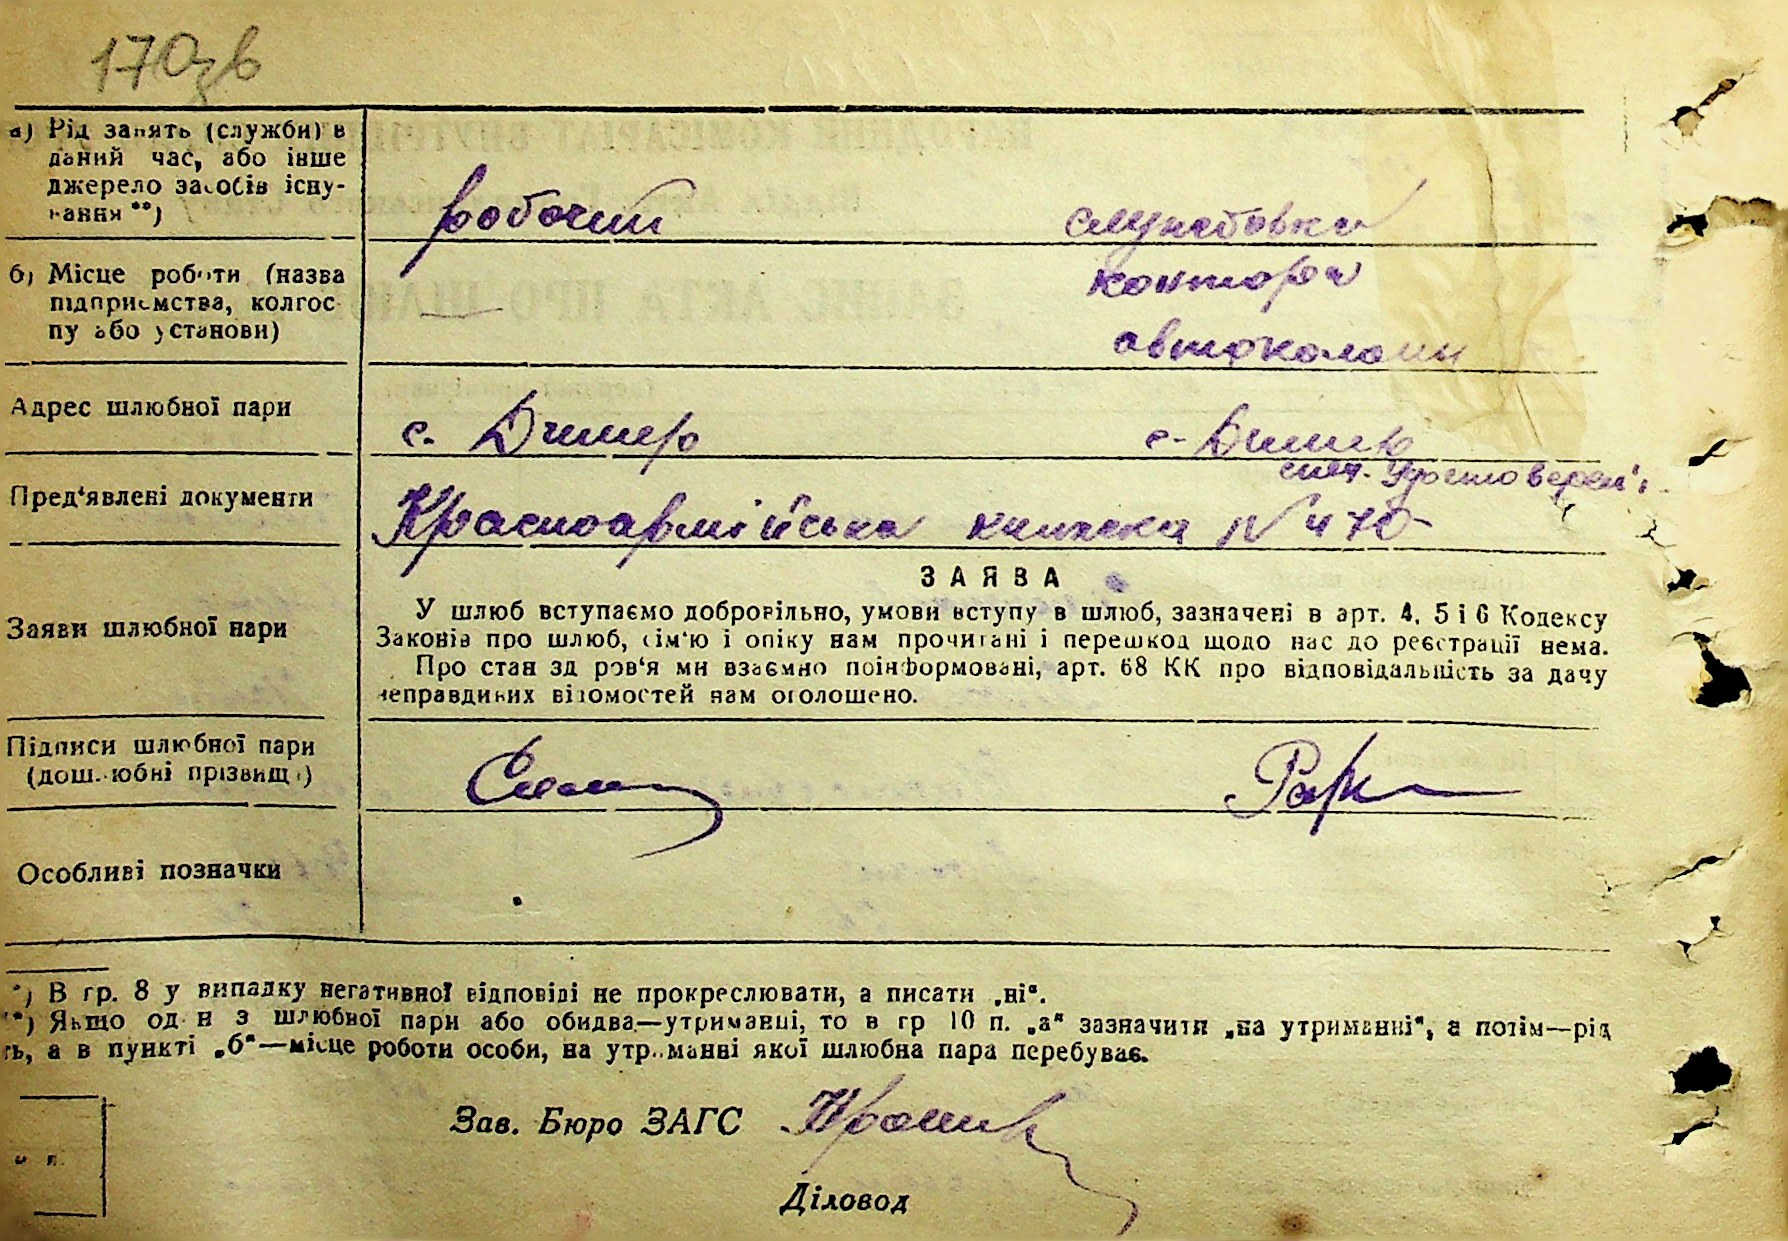 170зв
а) Рід занять (служби) в
даний час, або інше
джерело засобів існу-
вання **)
робочий
службовка
б) Місце роботи (назва
підприємства, колгос
пу або установи)
—
контора
автоколони
Адрес шлюбної пари
с. Димер
с. Димер
Пред'явлені документи
Красноармійська книжка № 470
Заяви шлюбної пари
ЗАЯВА
У шлюб вступаємо добровільно, умови вступу в шлюб, зазначені в арт. 4, 5 і 6 Кодексу
Законів про шлюб, сім'ю і опіку нам прочитані і перешкод щодо нас до реєстрації нема.
Про стан здоров'я ми взаємно поінформовані, арт. 68 КК про відповідальність за дачу
неправдивих відомостей нам оголошено.
Підписи шлюбної пари
(дошлюбні прізвища)
Особливі позначки
*) В гр. 8 у випадку негативної відповіді не прокреслювати, а писати „ні".
**) Якщо один з шлюбної пари або обидва—утриманці, то в гр 10 п. „а" зазначити „на утриманні", а потім—рід
ть, а в пункті „б"—місце роботи особи, на утриманні якої шлюбна пара перебуває.
Зав. Бюро ЗАГС
Діловод